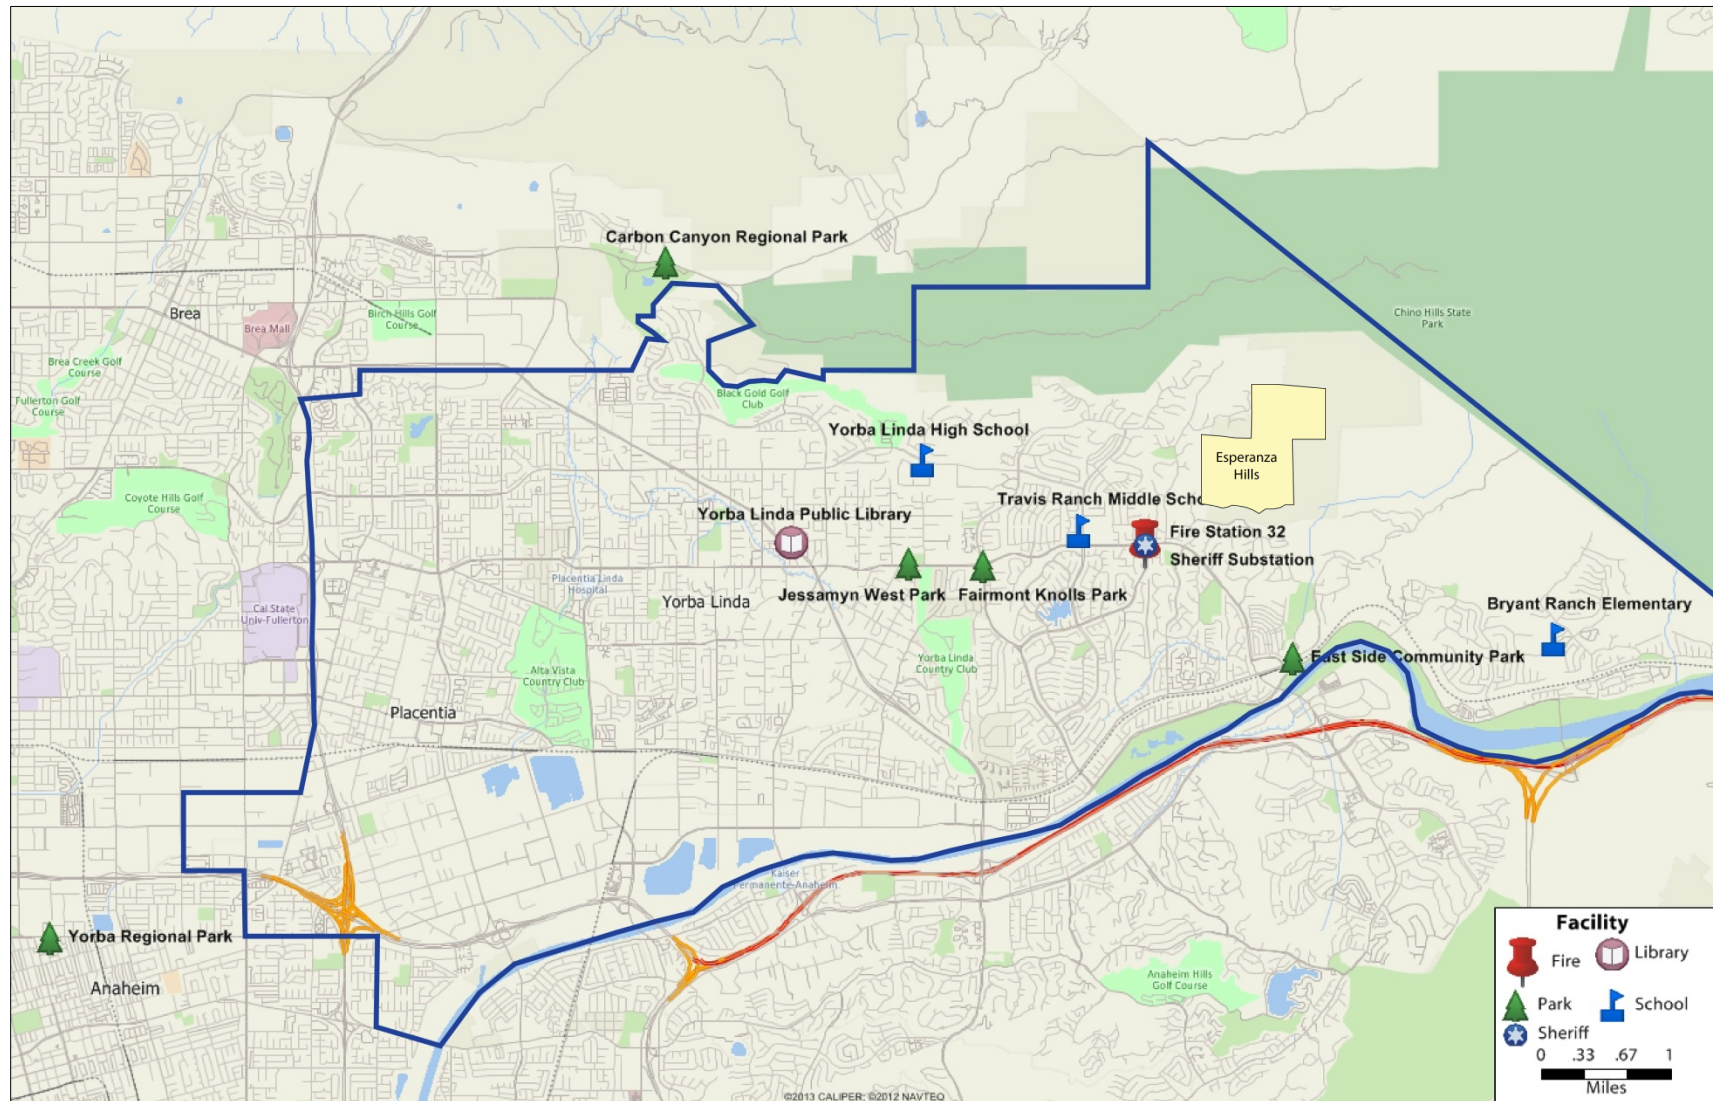 Carbon Canyon Regional Park
Brea
Brea Mall
Birch Hills Golf
Course
Chino Hills State
Park
Brea Creek Golf
Course
Fullerton Golf
Course
Black Gold Golf
Club
Yorba Linda High School
Esperanza
Hills
Coyote Hills Golf
Course
Travis Ranch Middle Scho
Yorba Linda Public Library
Fire Station 32
Sheriff Substation
Placentia Linda
Hospital
Yorba Linda
Jessamyn West Park
Fairmont Knolls Park
Cal State
Univ-Fullerton
Bryant Ranch Elementary
East Side Community Park
Yorba Linda
Country Club
Alta Vista
Country Club
Placentia
Kaiser
Permanente-Anaheim
Yorba Regional Park
Anaheim
Anaheim Hills
Golf Course
Facility
Fire
Library
Park
School
Sheriff
0 .33 .67 1
Miles
©2013 CALIPER; ©2012 NAVTEQ